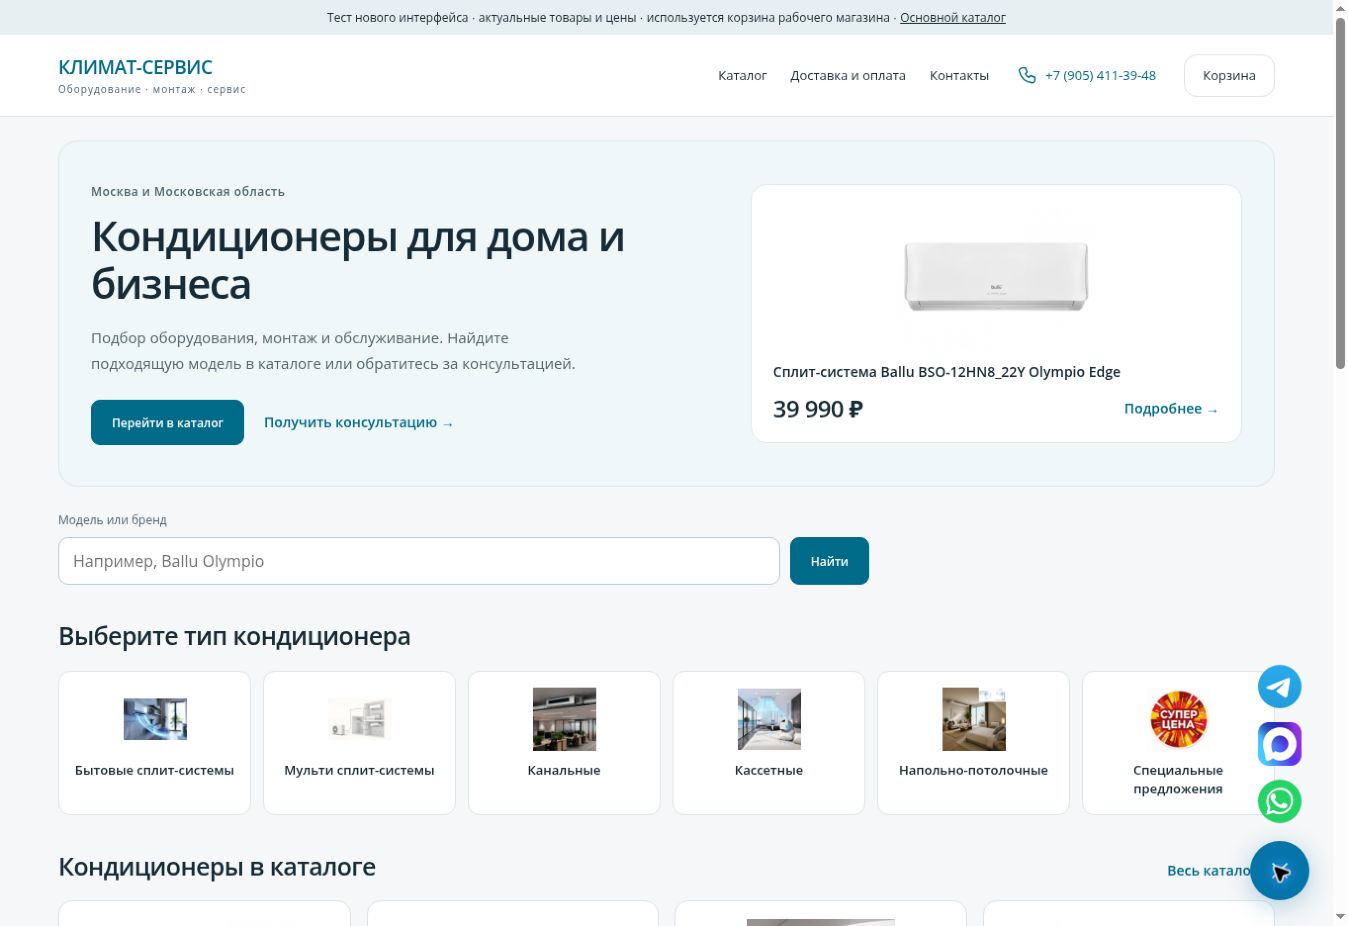 Тест нового интерфейса · актуальные товары и цены · используется корзина рабочего магазина · Основной каталог
КЛИМАТ-СЕРВИС
Оборудование · монтаж · сервис
Каталог
Доставка и оплата
Контакты
+7 (905) 411-39-48
Корзина
Москва и Московская область
Кондиционеры для дома и
бизнеса
Подбор оборудования, монтаж и обслуживание. Найдите
подходящую модель в каталоге или обратитесь за консультацией.
Перейти в каталог
Получить консультацию →
Ballu
Сплит-система Ballu BSO-12HN8_22Y Olympio Edge
39 990 ₽
Подробнее →
Модель или бренд
Например, Ballu Olympio
Найти
Выберите тип кондиционера
Бытовые сплит-системы
Мульти сплит-системы
Канальные
Кассетные
Напольно-потолочные
СУПЕР
ЦЕНА
Специальные
предложения
Кондиционеры в каталоге
Весь катало